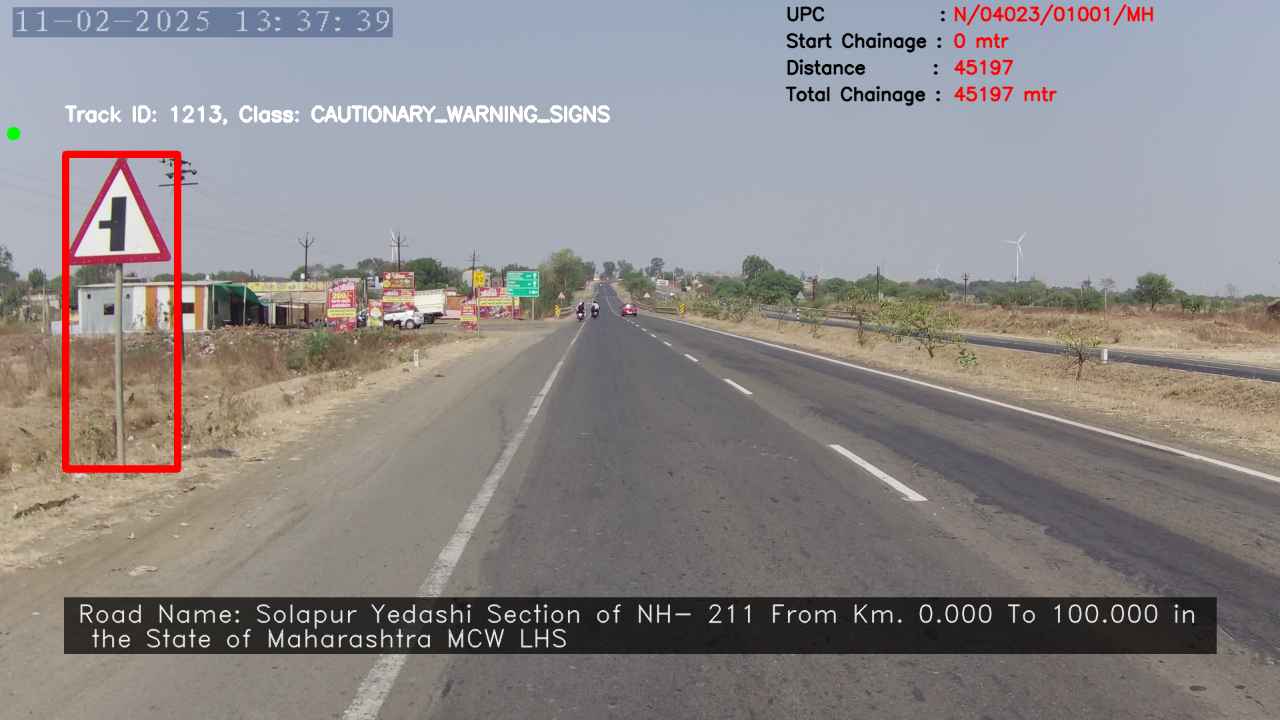 11-02-2025 13:37:39
UPC : N/04023/01001/MH
Start Chainage : 0 mtr
Distance : 45197
Total Chainage : 45197 mtr
Track ID: 1213, Class: CAUTIONARY_WARNING_SIGNS
Road Name: Solapur Yedashi Section of NH- 211 From Km. 0.000 To 100.000 in
the State of Maharashtra MCW LHS